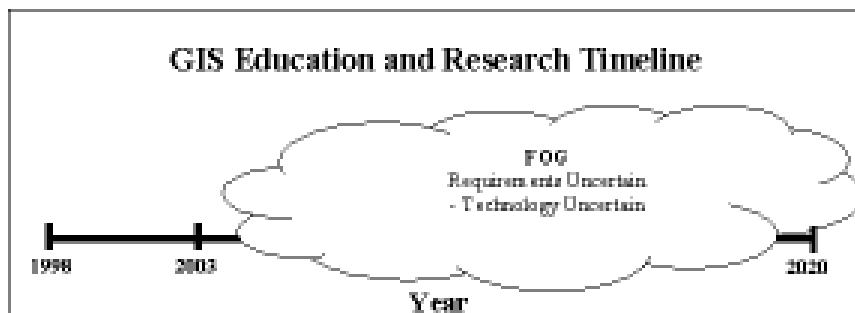 GIS Education and Research Timeline
FOG
Requirements Uncertain
- Technology Uncertain
1998
2003
2020
Year